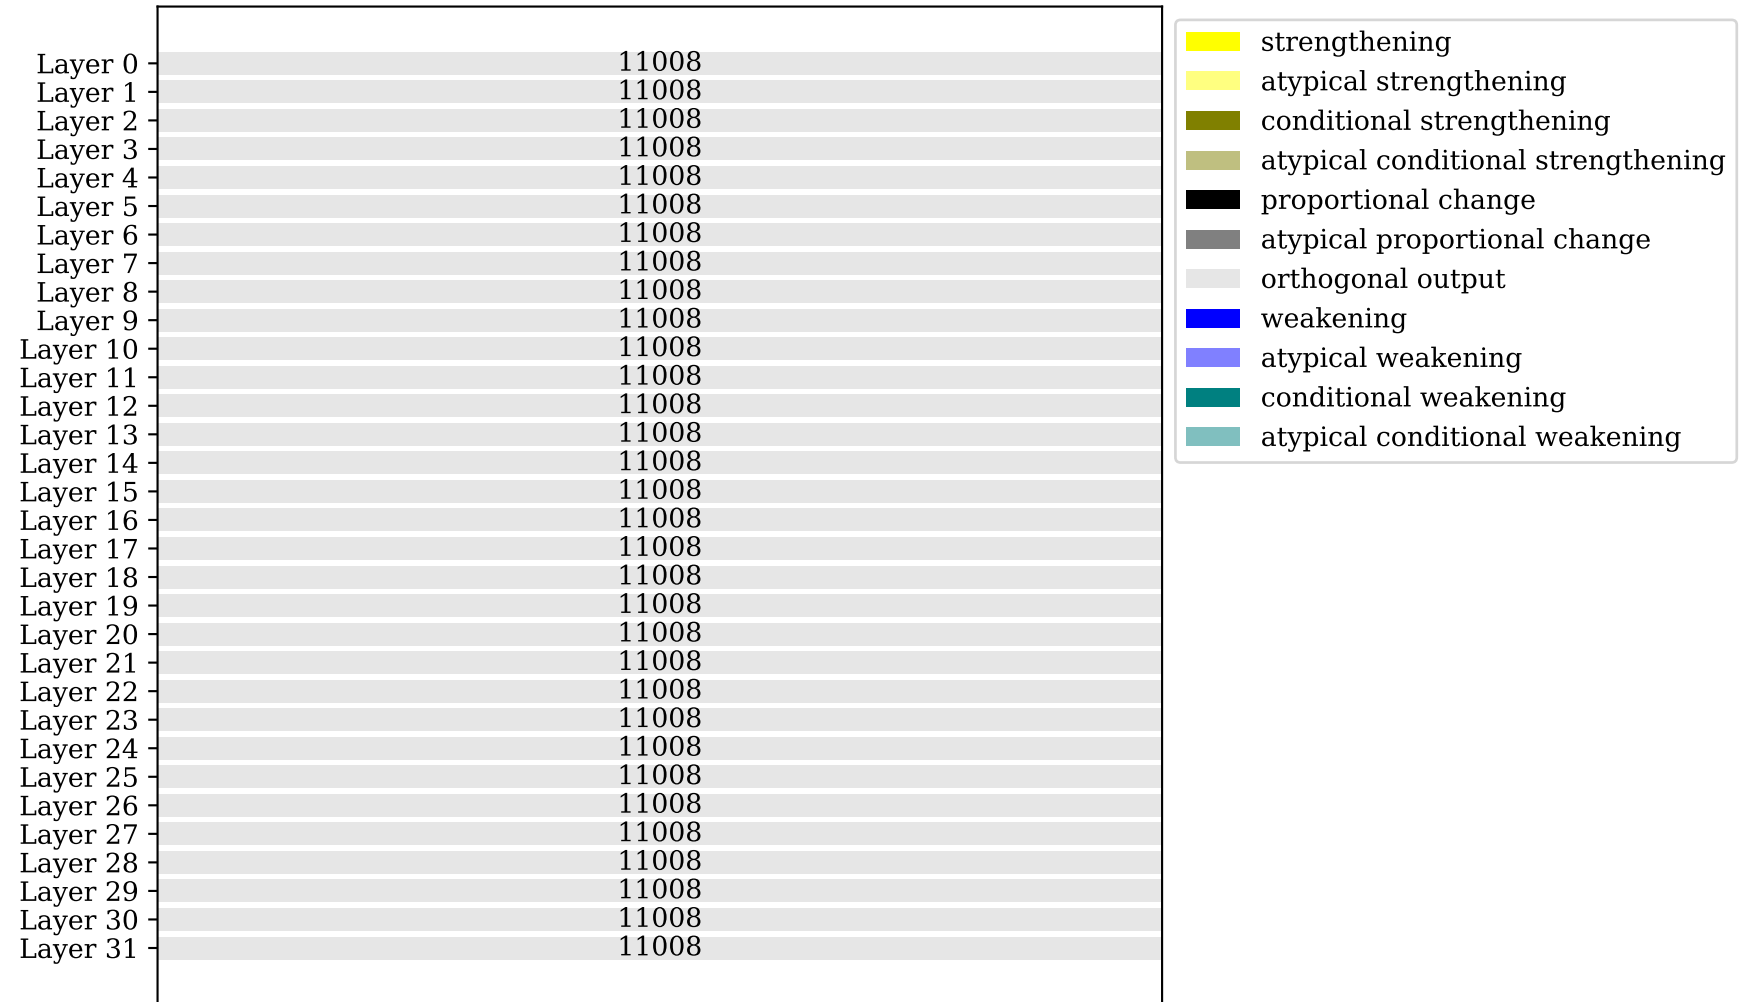 Layer 0 11008
Layer 1 11008
Layer 2 11008
Layer 3 11008
Layer 4 11008
Layer 5 11008
Layer 6 11008
Layer 7 11008
Layer 8 11008
Layer 9 11008
Layer 10 11008
Layer 11 11008
Layer 12 11008
Layer 13 11008
Layer 14 11008
Layer 15 11008
Layer 16 11008
Layer 17 11008
Layer 18 11008
Layer 19 11008
Layer 20 11008
Layer 21 11008
Layer 22 11008
Layer 23 11008
Layer 24 11008
Layer 25 11008
Layer 26 11008
Layer 27 11008
Layer 28 11008
Layer 29 11008
Layer 30 11008
Layer 31 11008
strengthening
atypical strengthening
conditional strengthening
atypical conditional strengthening
proportional change
atypical proportional change
orthogonal output
weakening
atypical weakening
conditional weakening
atypical conditional weakening